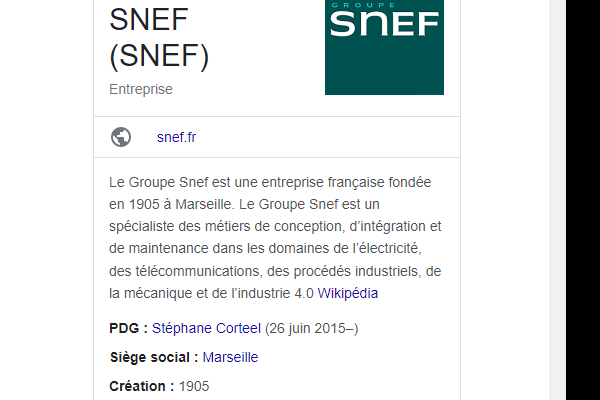 SNEF
(SNEF)
Entreprise
GROUPE
SNEF
snef.fr
Le Groupe Snef est une entreprise française fondée
en 1905 à Marseille. Le Groupe Snef est un
spécialiste des métiers de conception, d’intégration et
de maintenance dans les domaines de l’électricité,
des télécommunications, des procédés industriels, de
la mécanique et de l’industrie 4.0 Wikipédia
PDG : Stéphane Corteel (26 juin 2015–)
Siège social : Marseille
Création : 1905